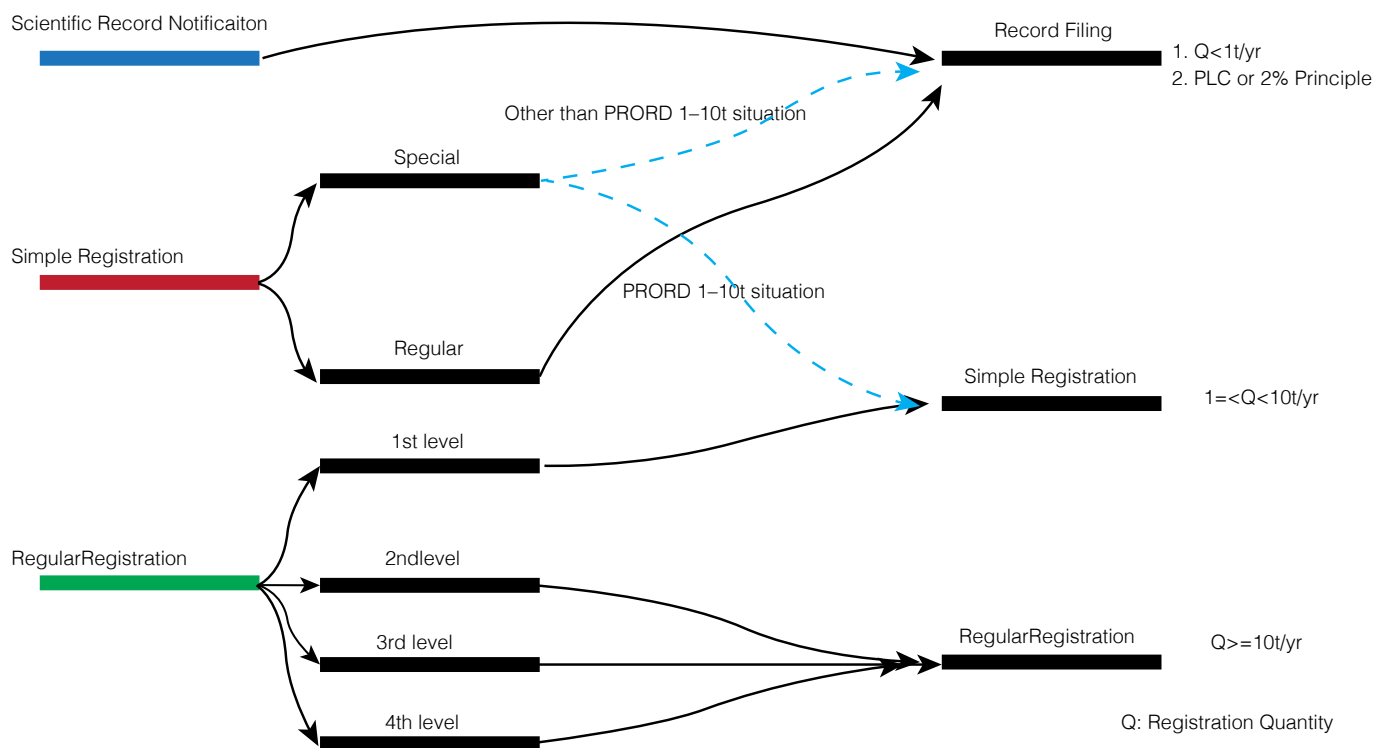 Scientific Record Notificaiton
Record Filing
1. Q<1t/yr
2. PLC or 2% Principle
Other than PRORD 1–10t situation
Special
Simple Registration
PRORD 1–10t situation
Regular
Simple Registration
1=<Q<10t/yr
1st level
RegularRegistration
2ndlevel
3rd level
RegularRegistration
Q>=10t/yr
4th level
Q: Registration Quantity